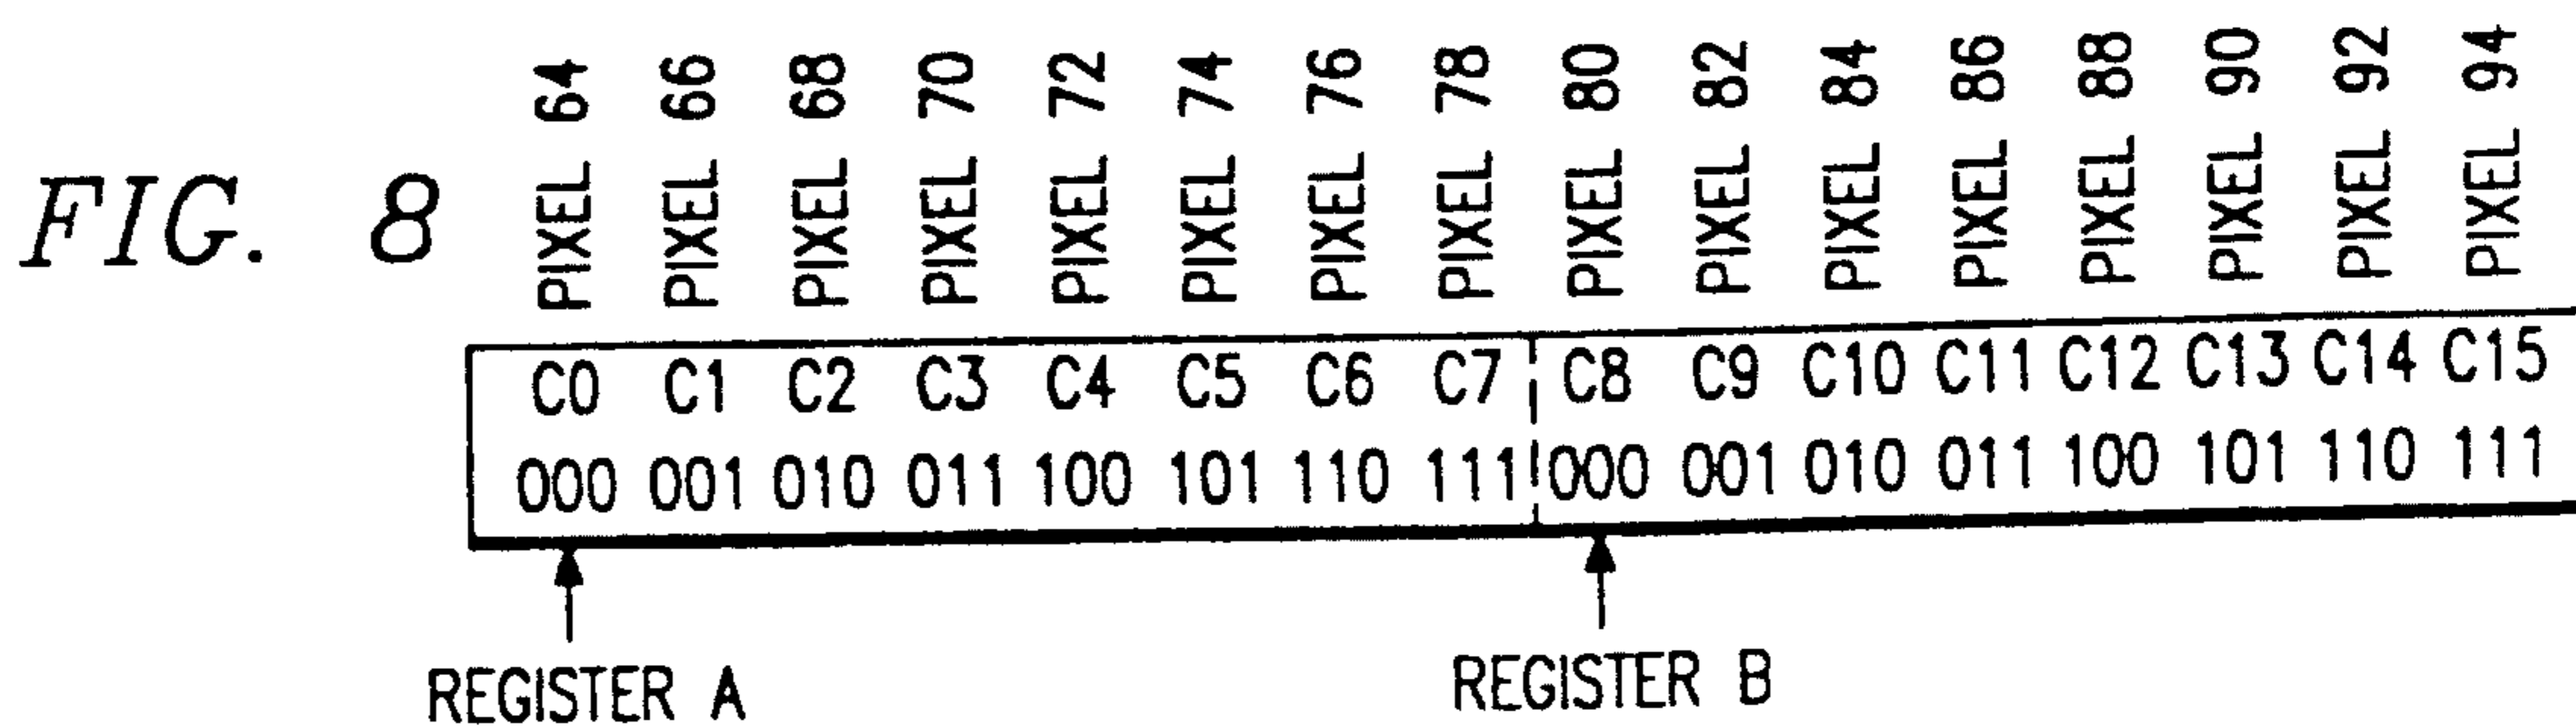 FIG. 8
PIXEL 64
PIXEL 66
PIXEL 68
PIXEL 70
PIXEL 72
PIXEL 74
PIXEL 76
PIXEL 78
PIXEL 80
PIXEL 82
PIXEL 84
PIXEL 86
PIXEL 88
PIXEL 90
PIXEL 92
PIXEL 94
C0 C1 C2 C3 C4 C5 C6 C7 C8 C9 C10 C11 C12 C13 C14 C15
000 001 010 011 100 101 110 111 000 001 010 011 100 101 110 111
REGISTER A
REGISTER B